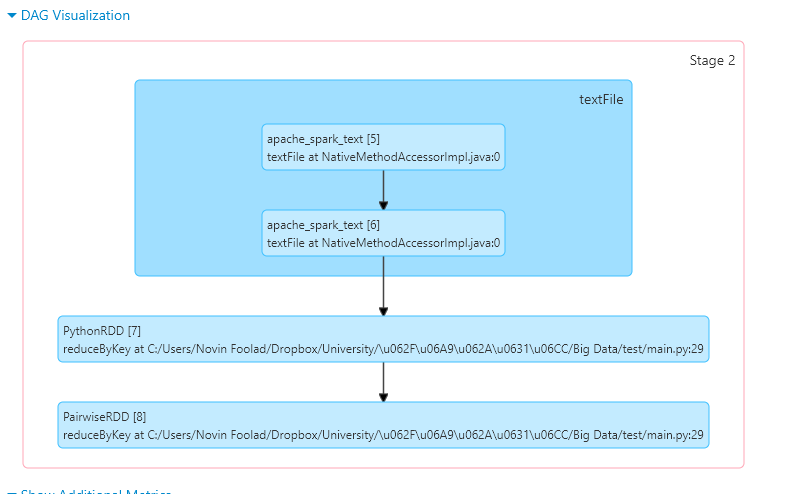 DAG Visualization
Stage 2
textFile
apache_spark_text [5]
textFile at NativeMethodAccessorImpl.java:0
apache_spark_text [6]
textFile at NativeMethodAccessorImpl.java:0
PythonRDD [7]
reduceByKey at C:/Users/Novin Foolad/Dropbox/University/\u062F\u06A9\u062A\u0631\u06CC/Big Data/test/main.py:29
PairwiseRDD [8]
reduceByKey at C:/Users/Novin Foolad/Dropbox/University/\u062F\u06A9\u062A\u0631\u06CC/Big Data/test/main.py:29
Show Additional Metrics